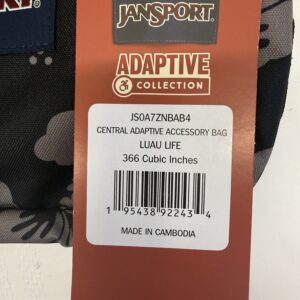 JANSPORT
ADAPTIVE
COLLECTION
JS0A7ZNBAB4
CENTRAL ADAPTIVE ACCESSORY BAG
LUAU LIFE
366 Cubic Inches
1 95438 92243 4
MADE IN CAMBODIA